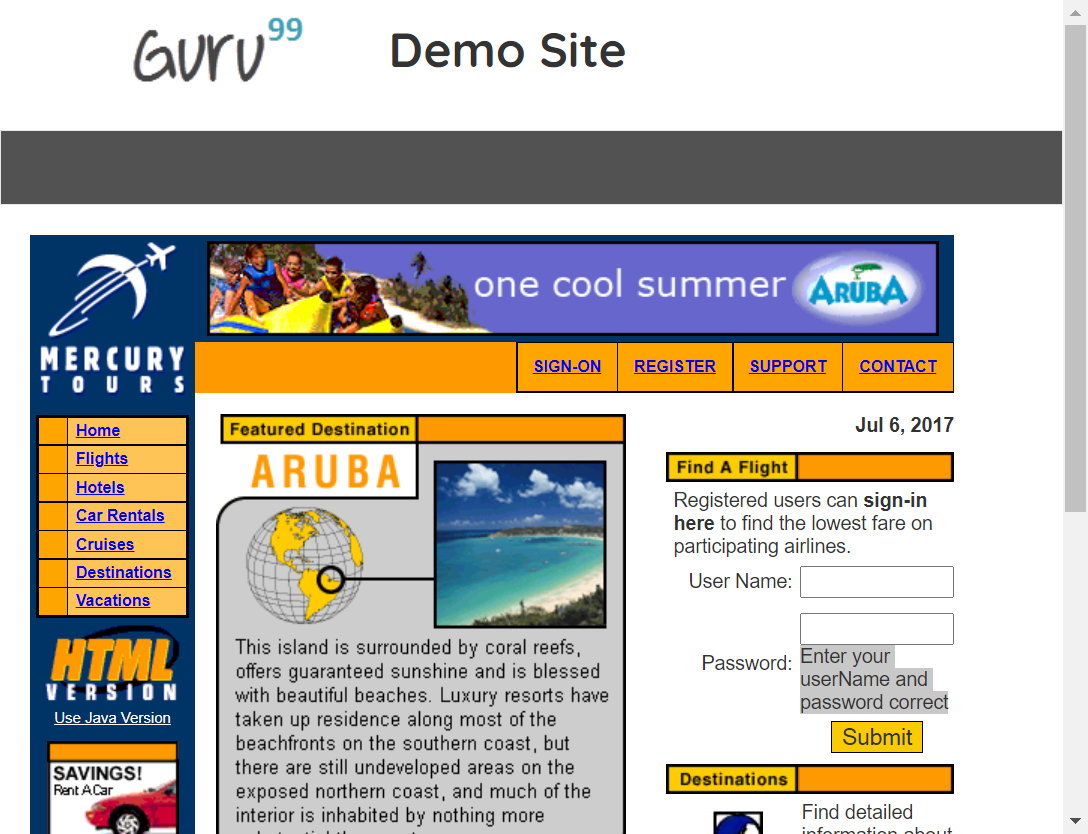 Guru99
Demo Site
one cool summer
ARUBA
MERCURY
TOURS
SIGN-ON
REGISTER
SUPPORT
CONTACT
Home
Flights
Hotels
Car Rentals
Cruises
Destinations
Vacations
HTML
VERSION
Use Java Version
SAVINGS!
Rent A Car
Featured Destination
ARUBA
This island is surrounded by coral reefs,
offers guaranteed sunshine and is blessed
with beautiful beaches. Luxury resorts have
taken up residence along most of the
beachfronts on the southern coast, but
there are still undeveloped areas on the
exposed northern coast, and much of the
interior is inhabited by nothing more
Jul 6, 2017
Find A Flight
Registered users can sign-in
here to find the lowest fare on
participating airlines.
User Name:
Password:
Enter your
userName and
password correct
Submit
Destinations
Find detailed
information about